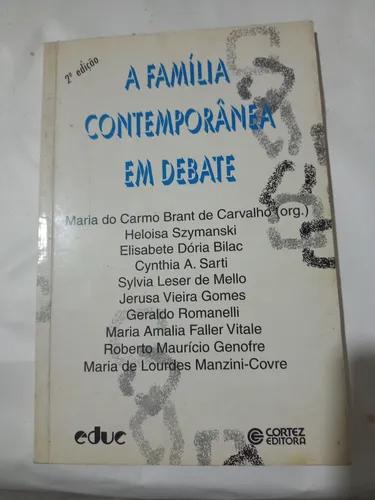 2ª edição
A FAMÍLIA
CONTEMPORÂNEA
EM DEBATE
Maria do Carmo Brant de Carvalho (org.)
Heloisa Szymanski
Elisabete Dória Bilac
Cynthia A. Sarti
Sylvia Leser de Mello
Jerusa Vieira Gomes
Geraldo Romanelli
Maria Amalia Faller Vitale
Roberto Maurício Genofre
Maria de Lourdes Manzini-Covre
educ
CORTEZ
EDITORA